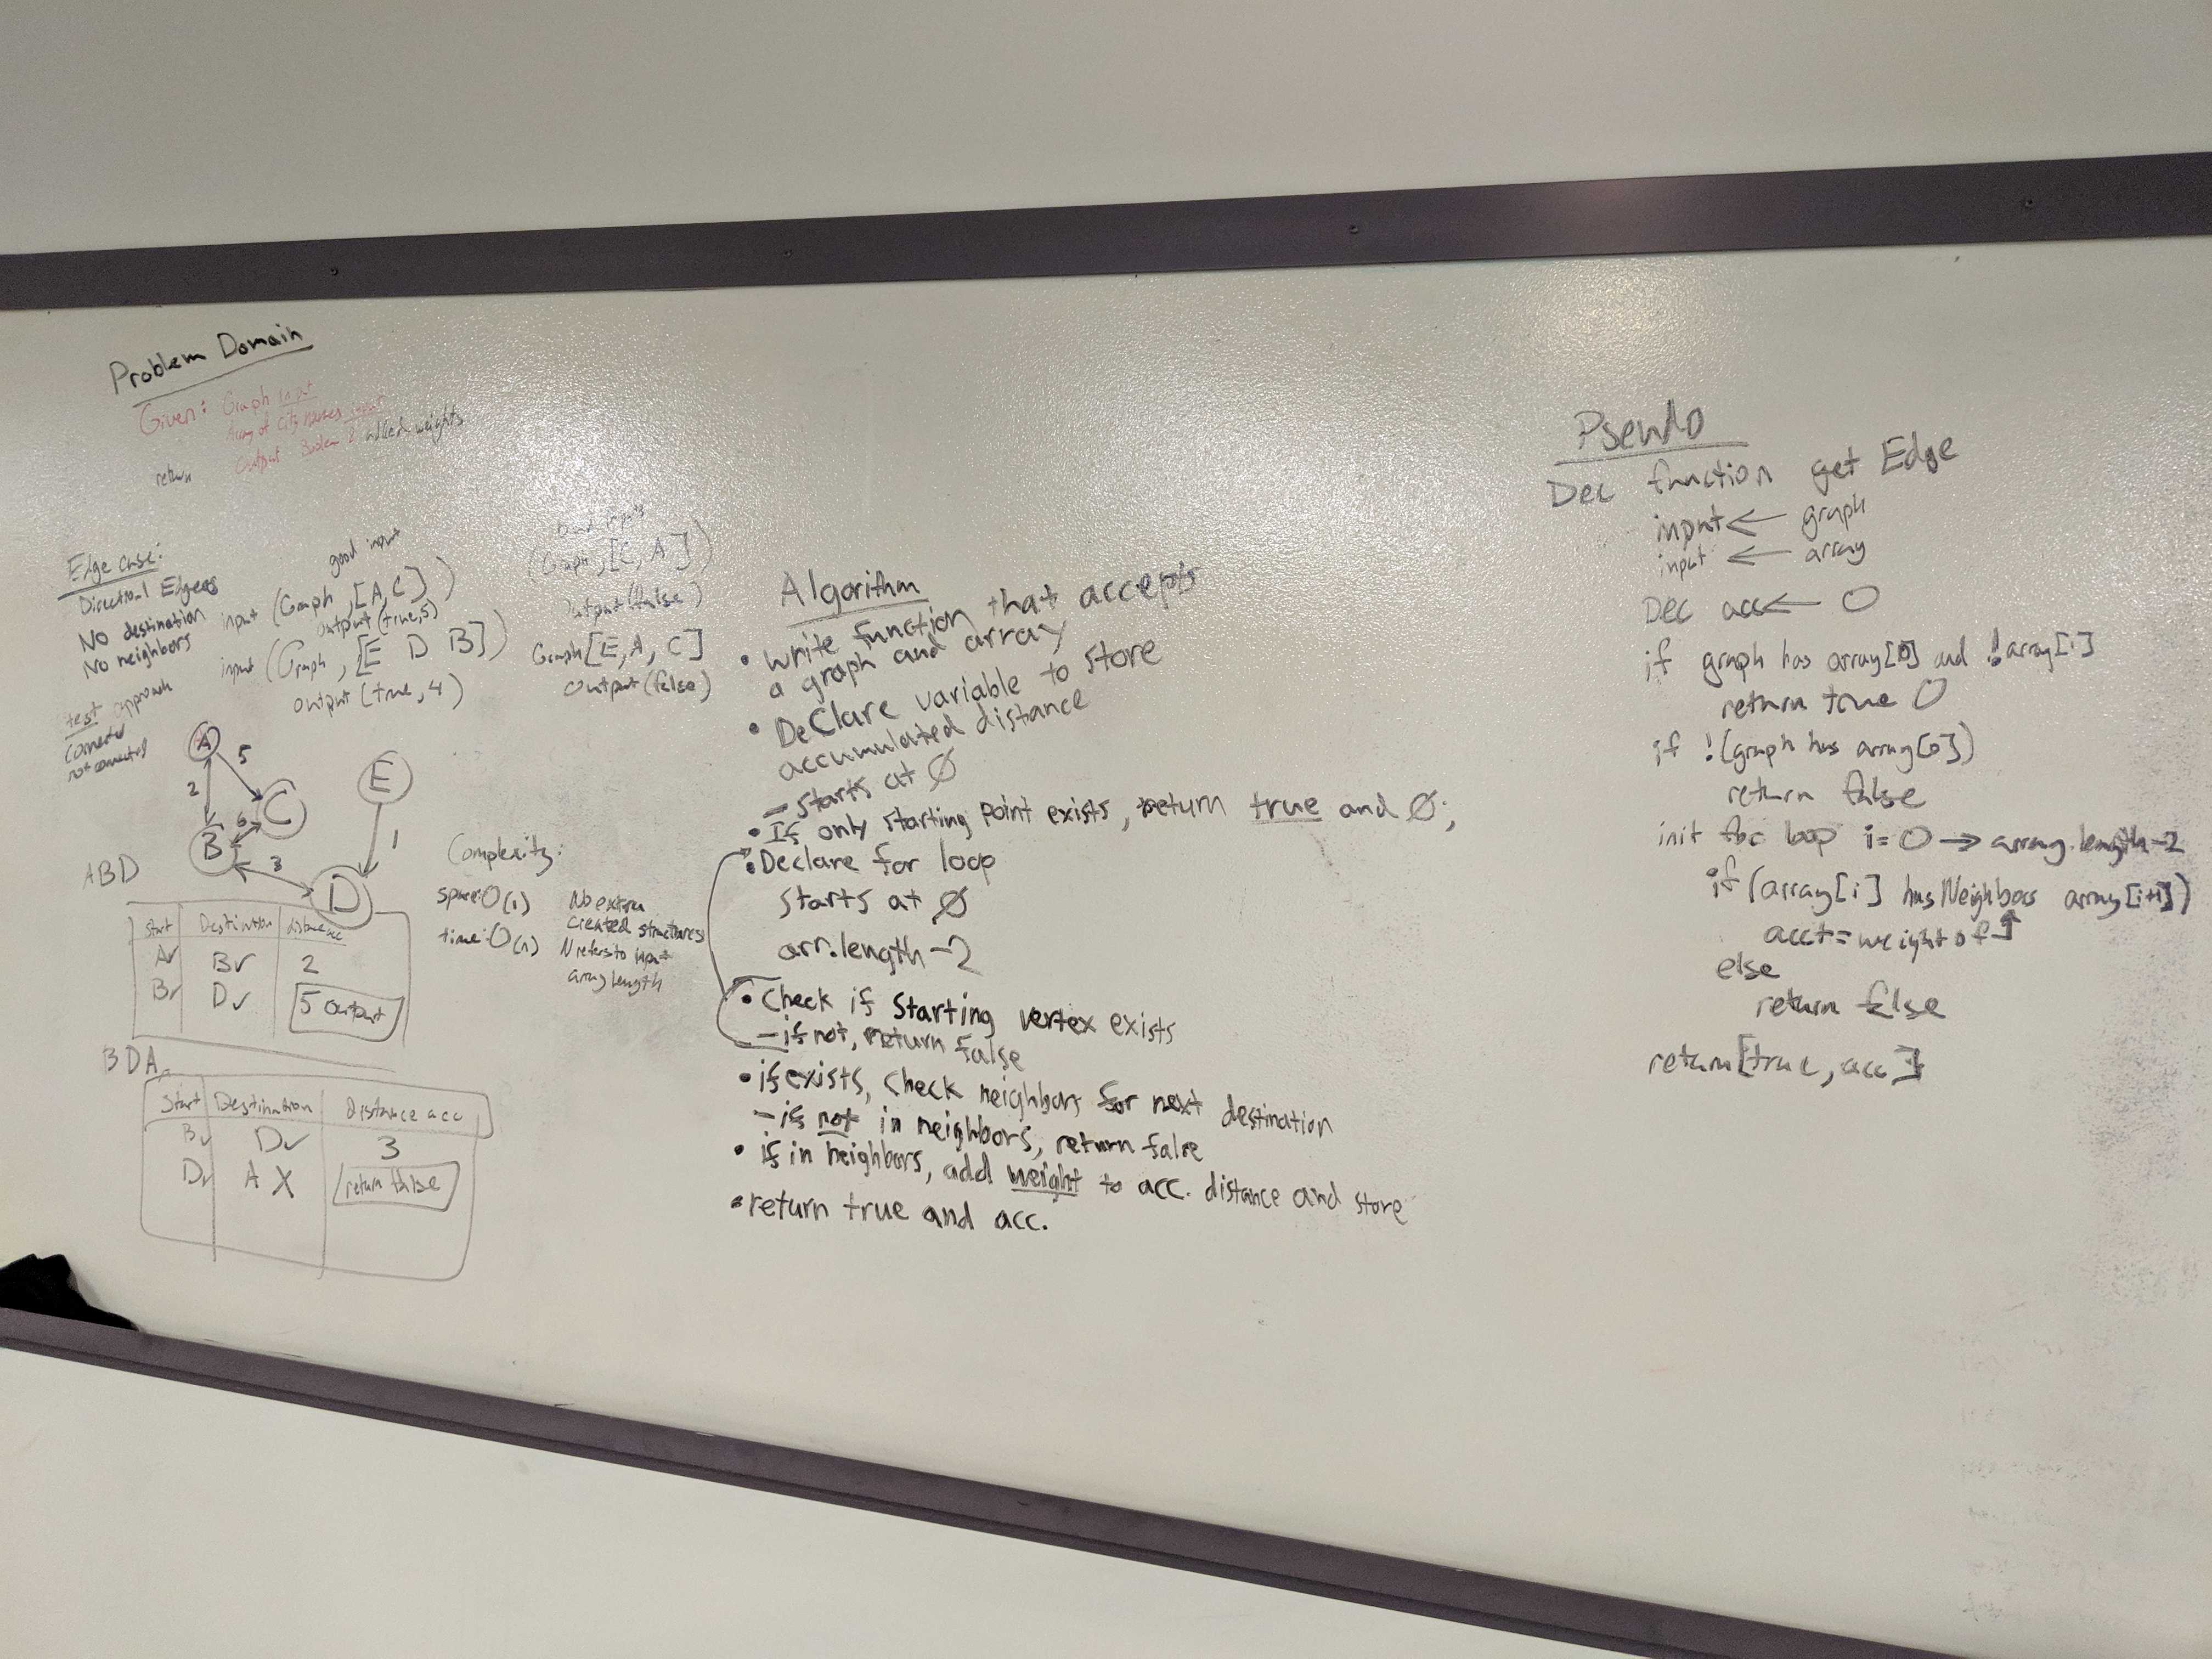 Problem Domain
Given: Graph Input
Array of City Names input
Output Boolean & added weights
return
Edge case:
Directional Edges
No destination
No neighbors
test approach
connected
not connected
good input
input (Graph, [A,C])
output (true,5)
input (Graph, [E D B])
output (true, 4)
bad inputs
(Graph, [C, A])
output (false)
Graph [E, A, C]
output (false)
A
5
2
C
6
B
3
E
1
D
ABD
Start Destination distance acc
A✓ B✓ 2
B✓ D✓ 5 output
BDA
Start Destination distance acc
B✓ D✓ 3
D✓ A X return false
Complexity:
space: O(1)
time: O(n)
No extra
created structures
N refers to input
array length
Algorithm
• write function that accepts
a graph and array
• DeClare variable to store
accumulated distance
- starts at Ø
• If only starting point exists, return true and Ø;
• Declare for loop
starts at Ø
arr.length-2
• Check if Starting vertex exists
- if not, return false
• if exists, check neighbors for next destination
- if not in neighbors, return false
• if in neighbors, add weight to acc. distance and store
• return true and acc.
Pseudo
Dec function get Edge
input ← graph
input ← array
Dec acc ← 0
if graph has array[0] and !array[1]
return true 0
if !(graph has array[0])
return false
init for loop i=0 → array.length-2
if (array[i] hasNeighbors array[i+1])
acc+= weight of ↑
else
return false
return [true, acc]